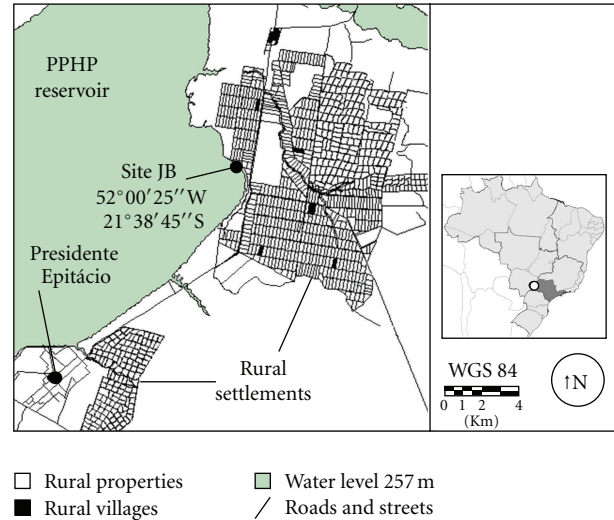 PPHP
reservoir
Site JB
52°00′25′′W
21°38′45′′S
Presidente
Epitácio
Rural
settlements
WGS 84
0 1 2 4
(Km)
↑N
Rural properties
Rural villages
Water level 257 m
Roads and streets